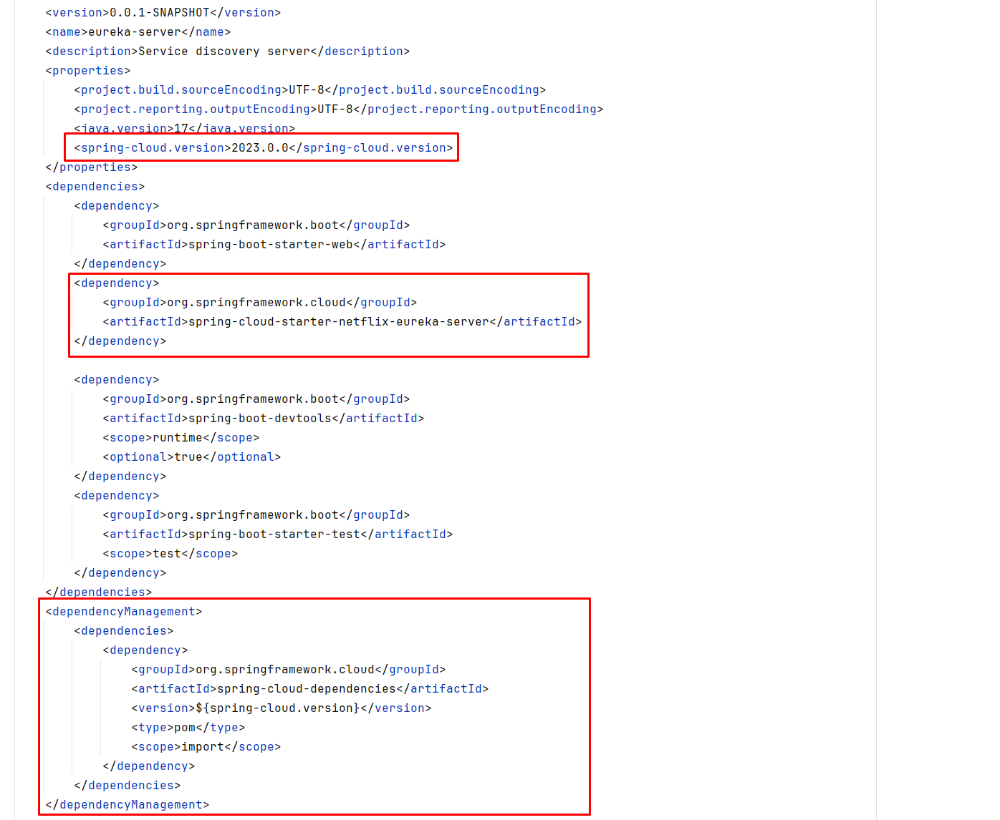 <version>0.0.1-SNAPSHOT</version>
<name>eureka-server</name>
<description>Service discovery server</description>
<properties>
<project.build.sourceEncoding>UTF-8</project.build.sourceEncoding>
<project.reporting.outputEncoding>UTF-8</project.reporting.outputEncoding>
<java.version>17</java.version>
<spring-cloud.version>2023.0.0</spring-cloud.version>
</properties>
<dependencies>
<dependency>
<groupId>org.springframework.boot</groupId>
<artifactId>spring-boot-starter-web</artifactId>
</dependency>
<dependency>
<groupId>org.springframework.cloud</groupId>
<artifactId>spring-cloud-starter-netflix-eureka-server</artifactId>
</dependency>
<dependency>
<groupId>org.springframework.boot</groupId>
<artifactId>spring-boot-devtools</artifactId>
<scope>runtime</scope>
<optional>true</optional>
</dependency>
<dependency>
<groupId>org.springframework.boot</groupId>
<artifactId>spring-boot-starter-test</artifactId>
<scope>test</scope>
</dependency>
</dependencies>
<dependencyManagement>
<dependencies>
<dependency>
<groupId>org.springframework.cloud</groupId>
<artifactId>spring-cloud-dependencies</artifactId>
<version>${spring-cloud.version}</version>
<type>pom</type>
<scope>import</scope>
</dependency>
</dependencies>
</dependencyManagement>